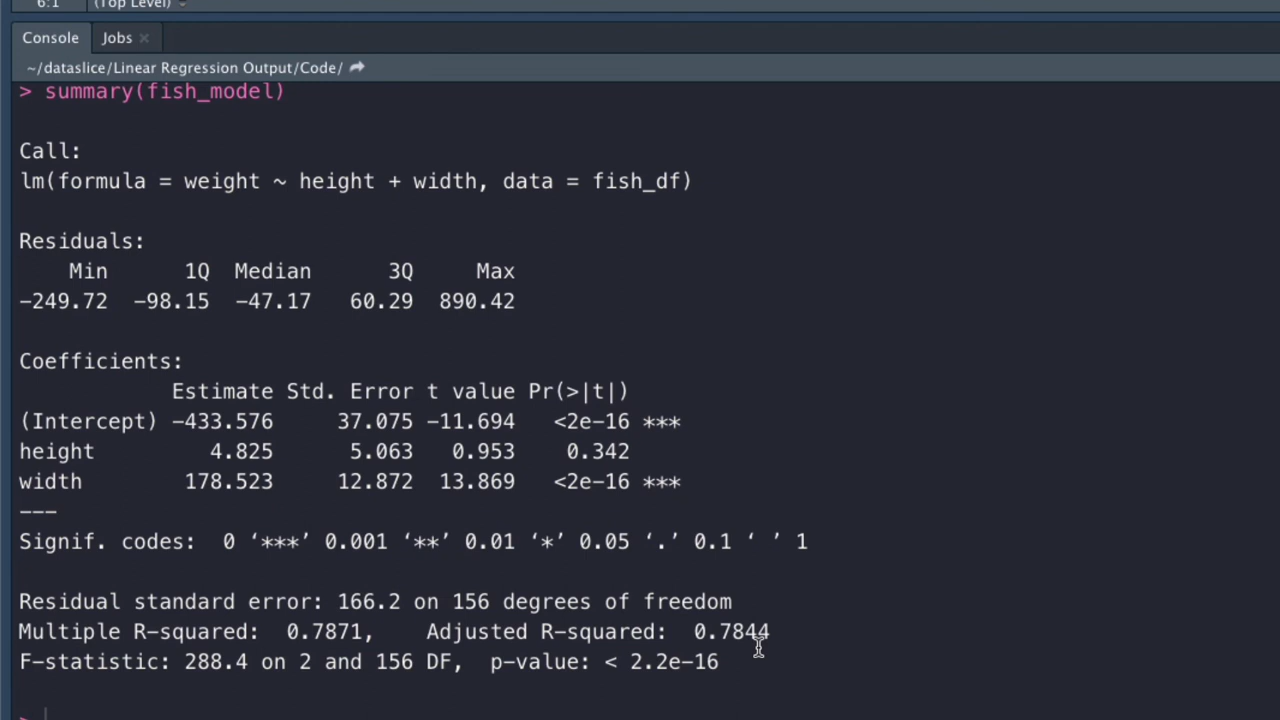 6:1 (Top Level)
Console Jobs ×
~/dataslice/Linear Regression Output/Code/
> summary(fish_model)
Call:
lm(formula = weight ~ height + width, data = fish_df)
Residuals:
    Min      1Q  Median      3Q     Max
-249.72  -98.15  -47.17   60.29  890.42
Coefficients:
            Estimate Std. Error t value Pr(>|t|)
(Intercept) -433.576     37.075 -11.694   <2e-16 ***
height         4.825      5.063   0.953    0.342
width        178.523     12.872  13.869   <2e-16 ***
---
Signif. codes:  0 ‘***’ 0.001 ‘**’ 0.01 ‘*’ 0.05 ‘.’ 0.1 ‘ ’ 1
Residual standard error: 166.2 on 156 degrees of freedom
Multiple R-squared:  0.7871,    Adjusted R-squared:  0.7844
F-statistic: 288.4 on 2 and 156 DF,  p-value: < 2.2e-16
>